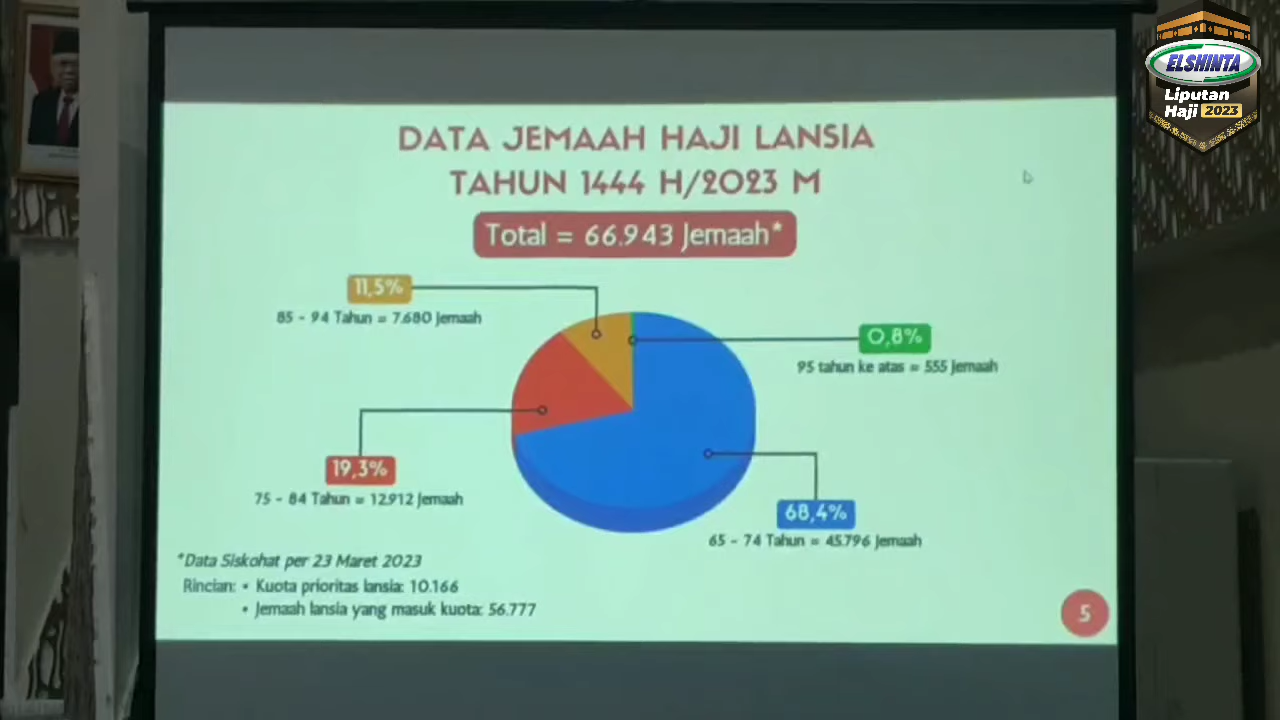 ELSHINTA
Liputan
Haji 2023
DATA JEMAAH HAJI LANSIA
TAHUN 1444 H/2023 M
Total = 66.943 Jemaah*
11,5%
85 - 94 Tahun = 7.680 Jemaah
0,8%
95 tahun ke atas = 555 Jemaah
19,3%
75 - 84 Tahun = 12.912 Jemaah
68,4%
65 - 74 Tahun = 45.796 Jemaah
*Data Siskohat per 23 Maret 2023
Rincian: • Kuota prioritas lansia: 10.166
• Jemaah lansia yang masuk kuota: 56.777
5